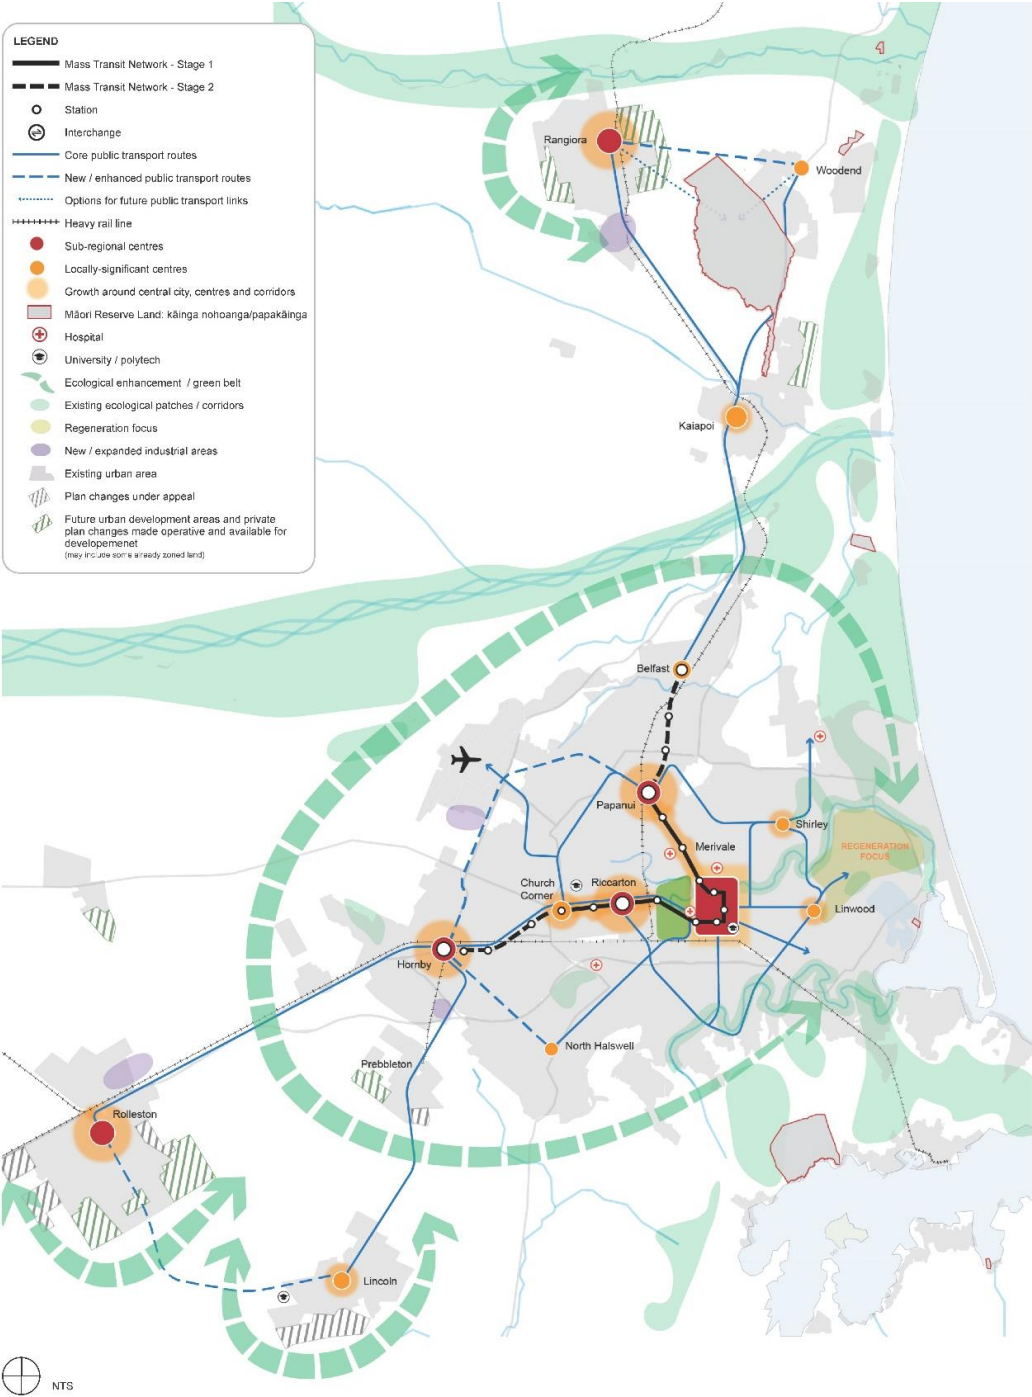 LEGEND
Mass Transit Network - Stage 1
Mass Transit Network - Stage 2
Station
Interchange
Core public transport routes
New / enhanced public transport routes
Options for future public transport links
Heavy rail line
Sub-regional centres
Locally-significant centres
Growth around central city, centres and corridors
Māori Reserve Land: kāinga nohoanga/papakāinga
Hospital
University / polytech
Ecological enhancement / green belt
Existing ecological patches / corridors
Regeneration focus
New / expanded industrial areas
Existing urban area
Plan changes under appeal
Future urban development areas and private
plan changes made operative and available for
developement
(may include some already zoned land)
Rangiora
Woodend
Kaiapoi
Belfast
Papanui
Shirley
Merivale
REGENERATION
FOCUS
Church
Corner
Riccarton
Linwood
Hornby
North Halswell
Prebbleton
Rolleston
Lincoln
NTS